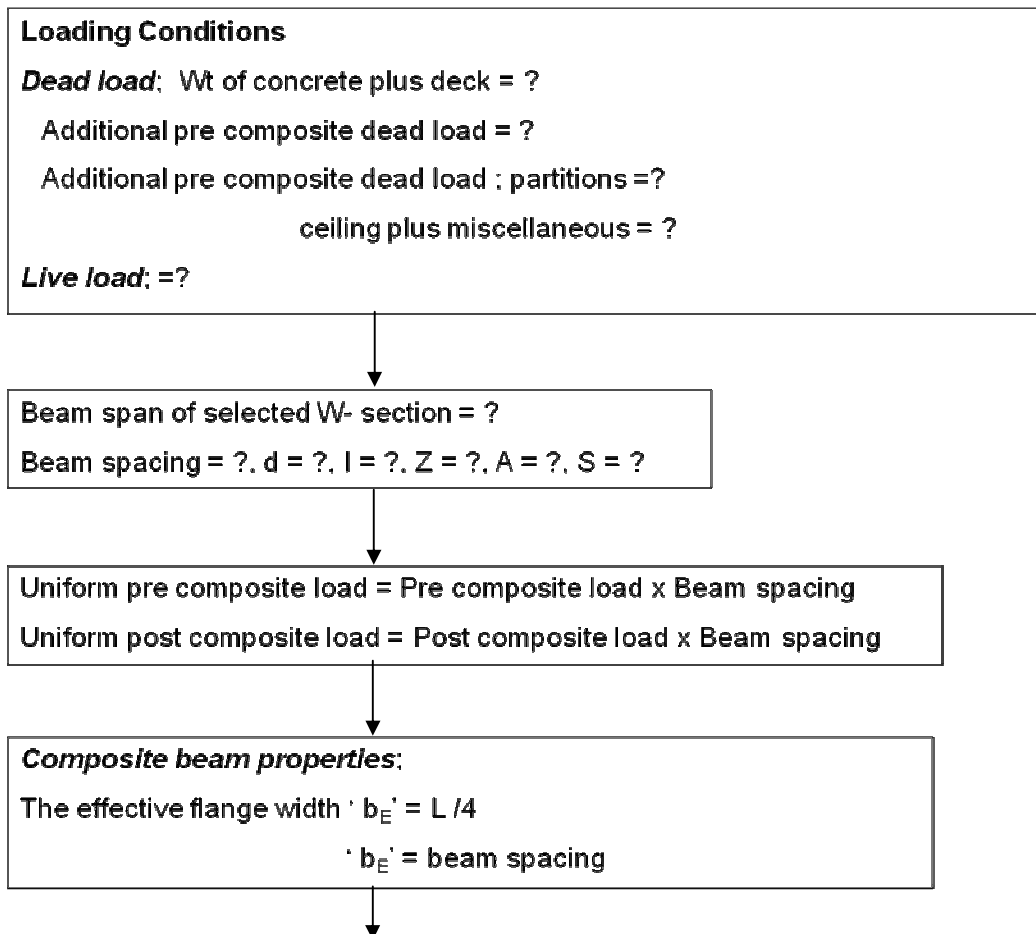 Loading Conditions
Dead load; Wt of concrete plus deck = ?
Additional pre composite dead load = ?
Additional pre composite dead load ; partitions =?
ceiling plus miscellaneous = ?
Live load; =?
Beam span of selected W- section = ?
Beam spacing = ?, d = ?, I = ?, Z = ?, A = ?, S = ?
Uniform pre composite load = Pre composite load x Beam spacing
Uniform post composite load = Post composite load x Beam spacing
Composite beam properties;
The effective flange width ‘ bE’ = L /4
‘ bE’ = beam spacing